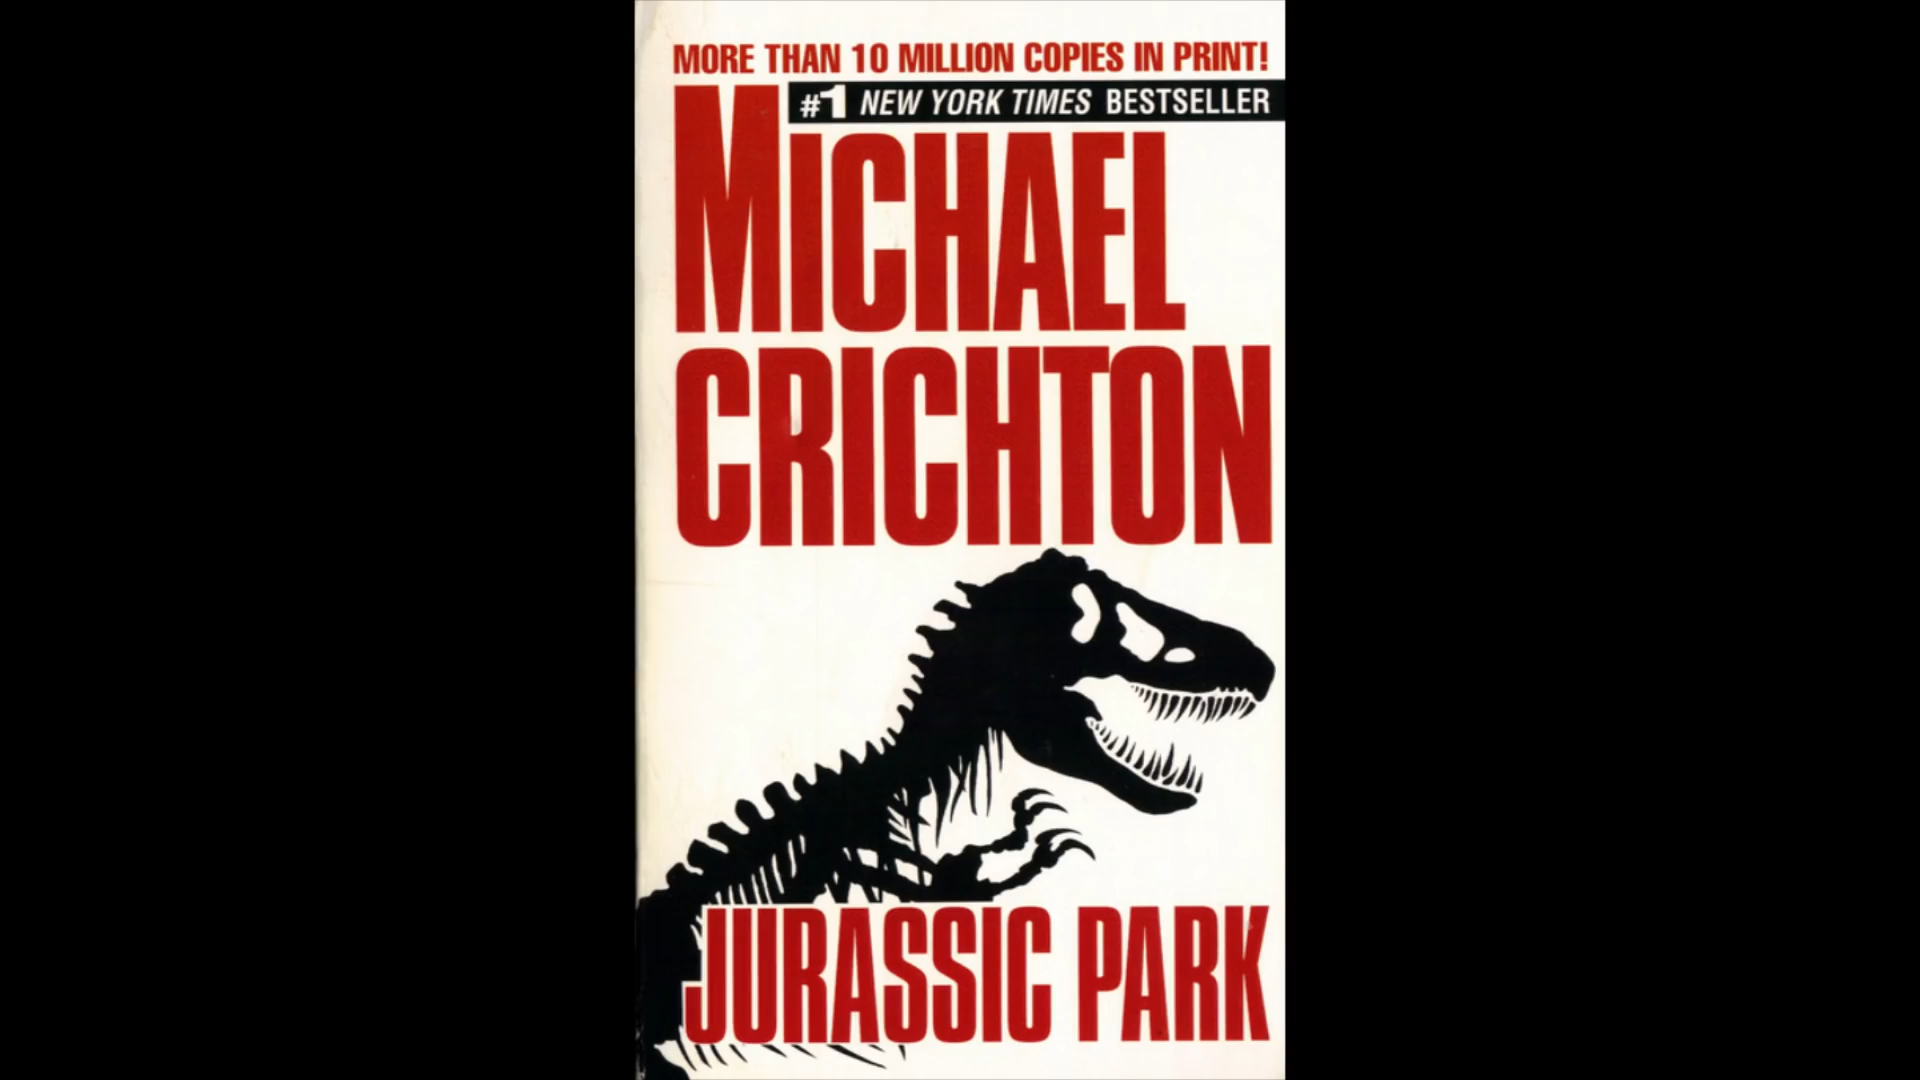 MORE THAN 10 MILLION COPIES IN PRINT!
#1 NEW YORK TIMES BESTSELLER
MICHAEL
CRICHTON
JURASSIC PARK